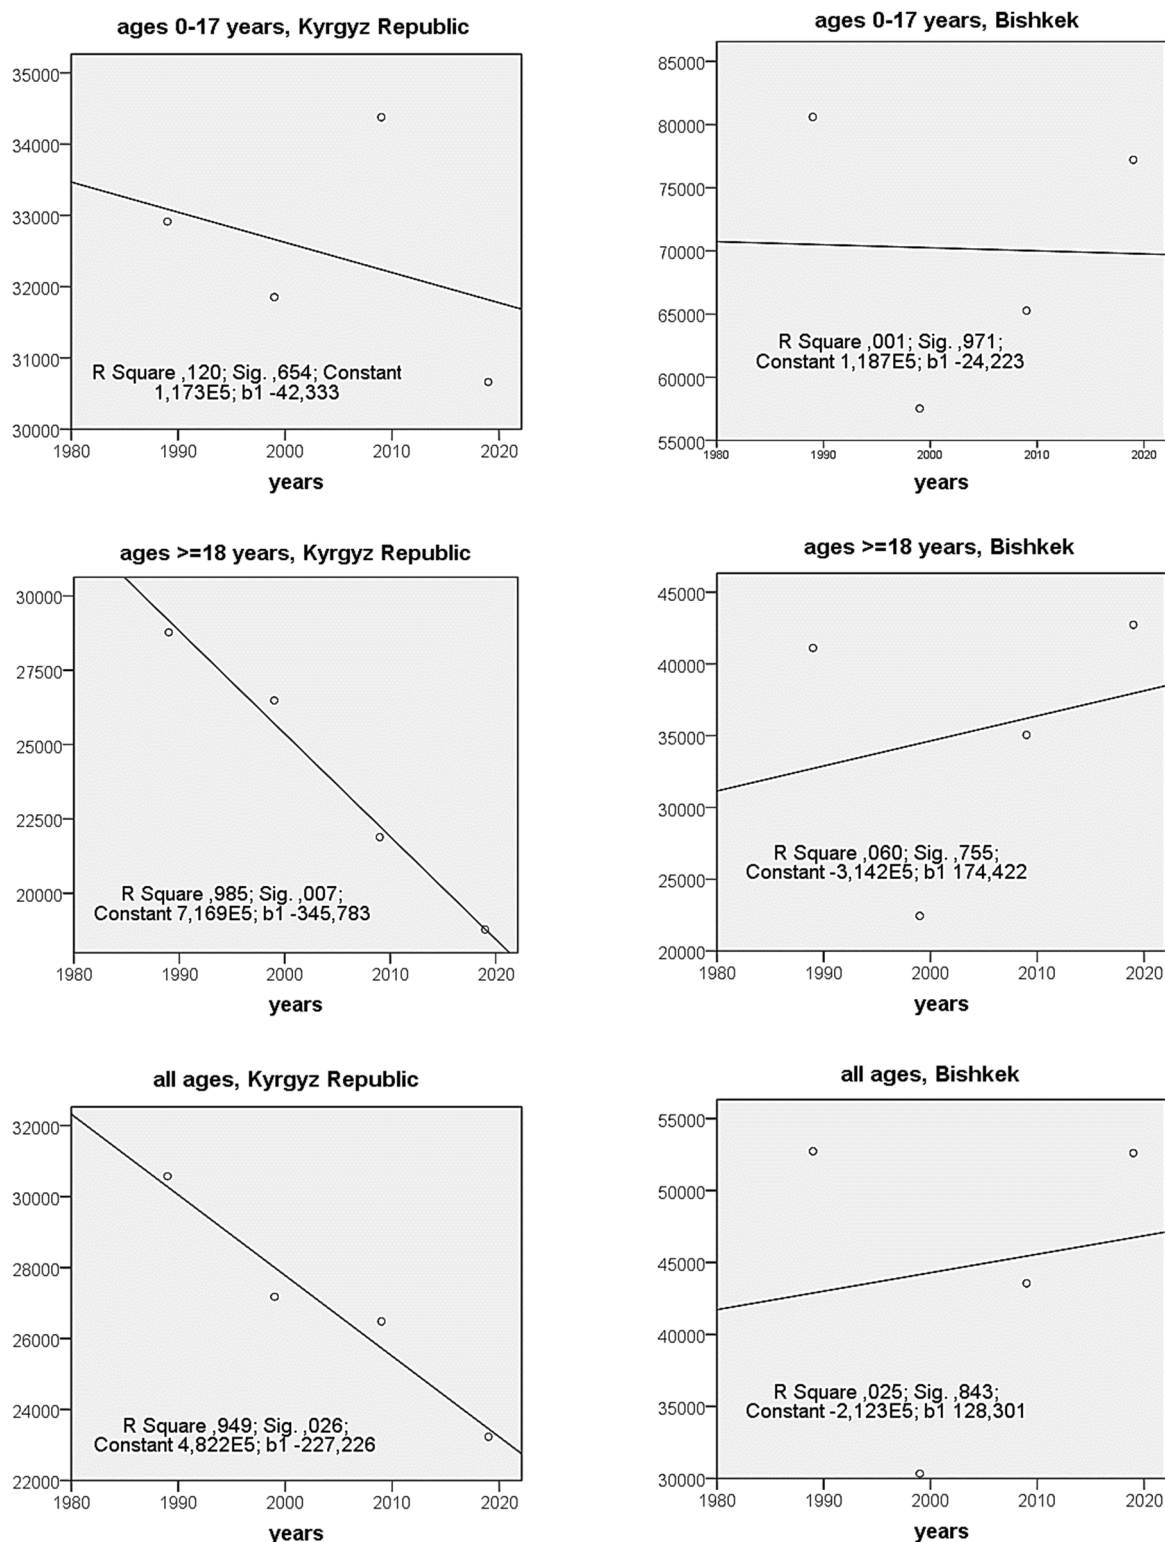 ages 0-17 years, Kyrgyz Republic
35000
34000
33000
32000
31000
30000
R Square ,120; Sig. ,654; Constant
1,173E5; b1 -42,333
1980 1990 2000 2010 2020
years
ages 0-17 years, Bishkek
85000
80000
75000
70000
65000
60000
55000
R Square ,001; Sig. ,971;
Constant 1,187E5; b1 -24,223
1980 1990 2000 2010 2020
years
ages >=18 years, Kyrgyz Republic
30000
27500
25000
22500
20000
R Square ,985; Sig. ,007;
Constant 7,169E5; b1 -345,783
1980 1990 2000 2010 2020
years
ages >=18 years, Bishkek
45000
40000
35000
30000
25000
20000
R Square ,060; Sig. ,755;
Constant -3,142E5; b1 174,422
1980 1990 2000 2010 2020
years
all ages, Kyrgyz Republic
32000
30000
28000
26000
24000
22000
R Square ,949; Sig. ,026;
Constant 4,822E5; b1 -227,226
1980 1990 2000 2010 2020
years
all ages, Bishkek
55000
50000
45000
40000
35000
30000
R Square ,025; Sig. ,843;
Constant -2,123E5; b1 128,301
1980 1990 2000 2010 2020
years